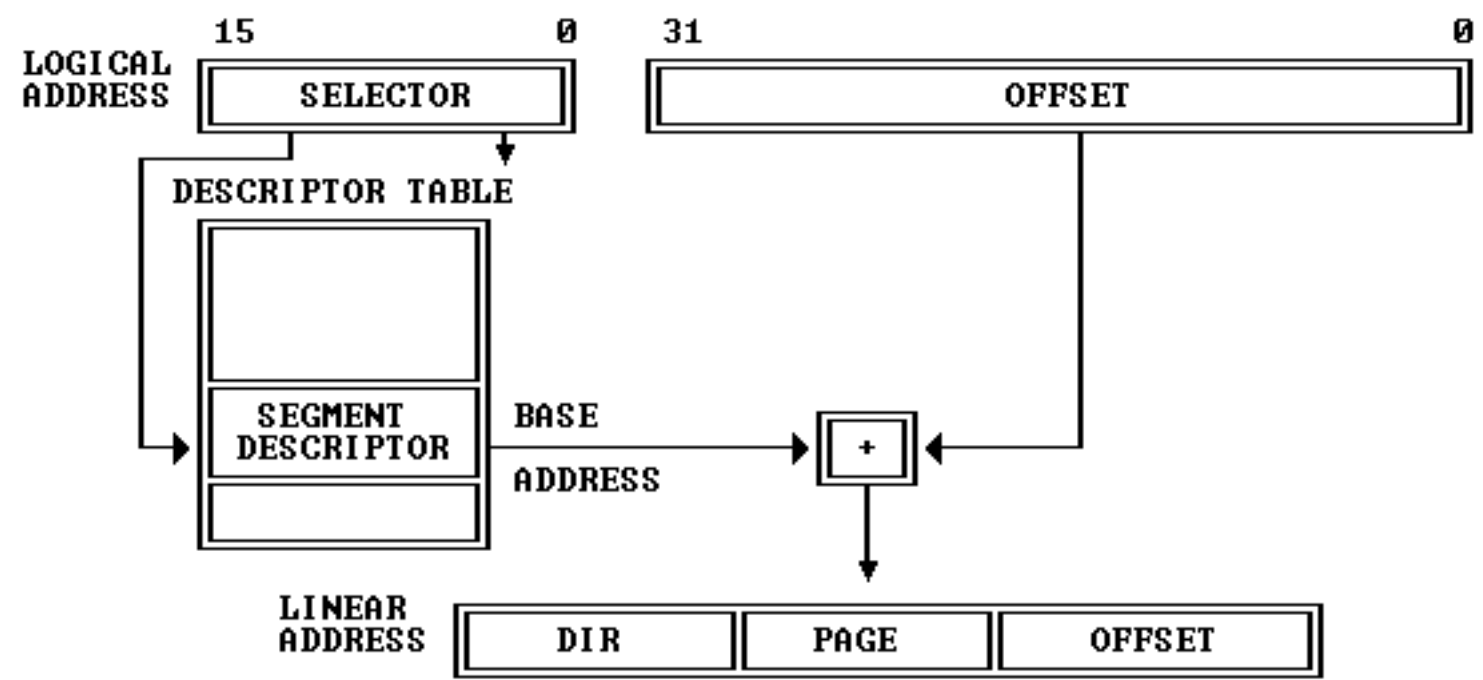 15 0 31 0
LOGICAL
ADDRESS
SELECTOR
OFFSET
DESCRIPTOR TABLE
SEGMENT
DESCRIPTOR
BASE
ADDRESS
+
LINEAR
ADDRESS
DIR
PAGE
OFFSET